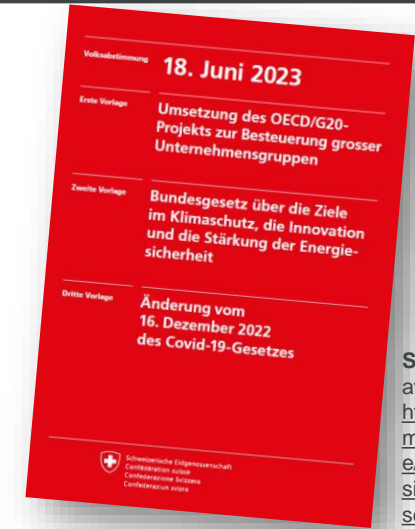 Volksabstimmung
18. Juni 2023
Erste Vorlage
Umsetzung des OECD/G20-
Projekts zur Besteuerung grosser
Unternehmensgruppen
Zweite Vorlage
Bundesgesetz über die Ziele
im Klimaschutz, die Innovation
und die Stärkung der Energie-
sicherheit
Dritte Vorlage
Änderung vom
16. Dezember 2022
des Covid-19-Gesetzes
Schweizerische Eidgenossenschaft
Confédération suisse
Confederazione Svizzera
Confederaziun svizra